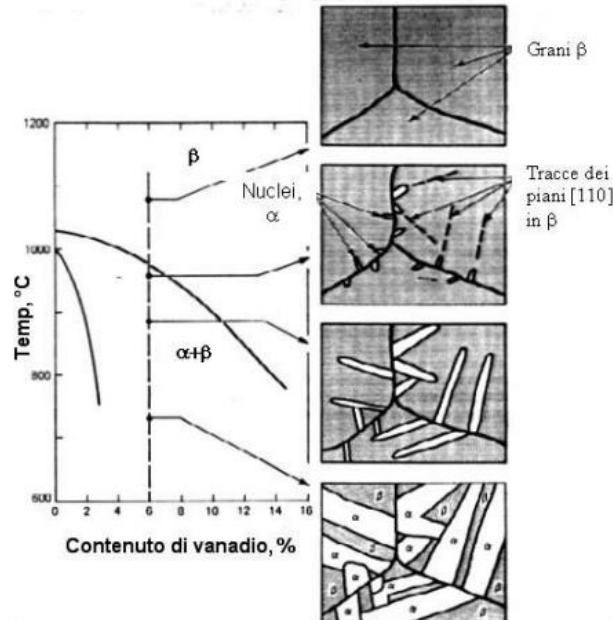 Grani β
1200
β
Nuclei,
α
Tracce dei
piani [110]
in β
1000
Temp, °C
800
α+β
600
0 2 4 6 8 10 12 14 16
Contenuto di vanadio, %
α
β
α
β
α
β
α
β
α
β
α
α
β
α
β